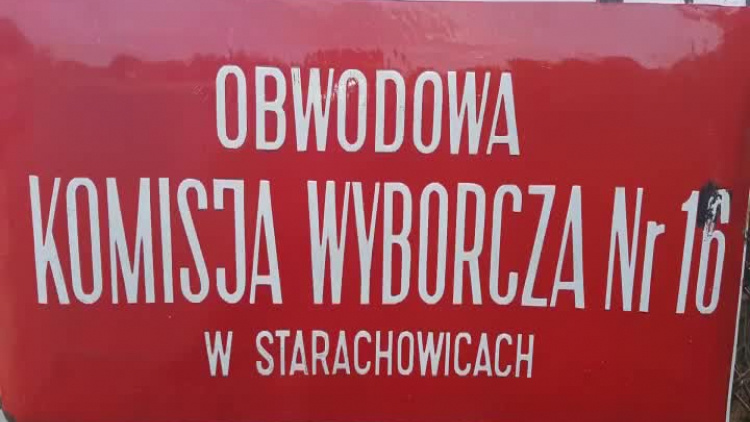 OBWODOWA
KOMISJA WYBORCZA Nr 16
W STARACHOWICACH